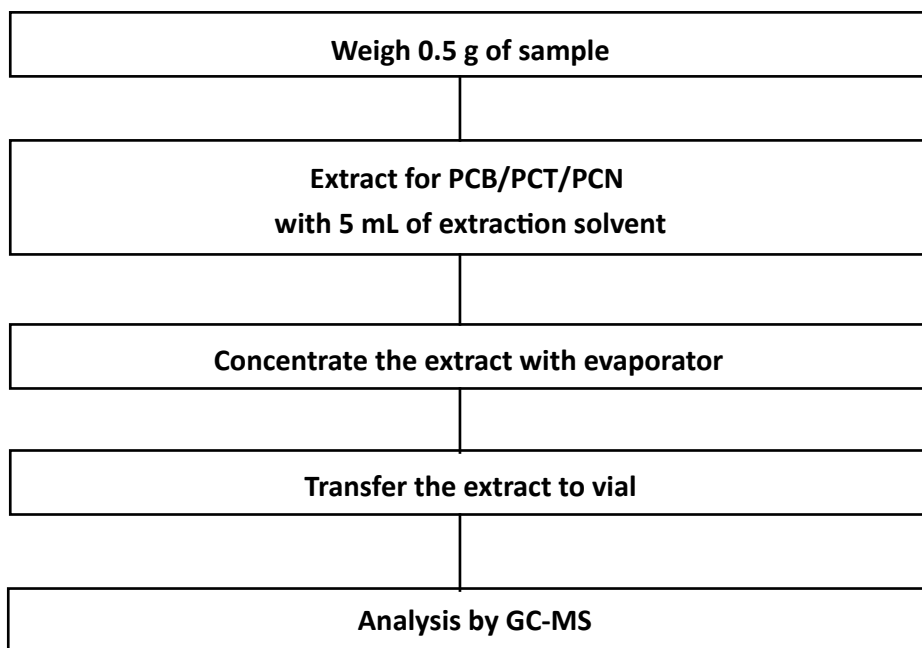 Weigh 0.5 g of sample
Extract for PCB/PCT/PCN
with 5 mL of extraction solvent
Concentrate the extract with evaporator
Transfer the extract to vial
Analysis by GC-MS